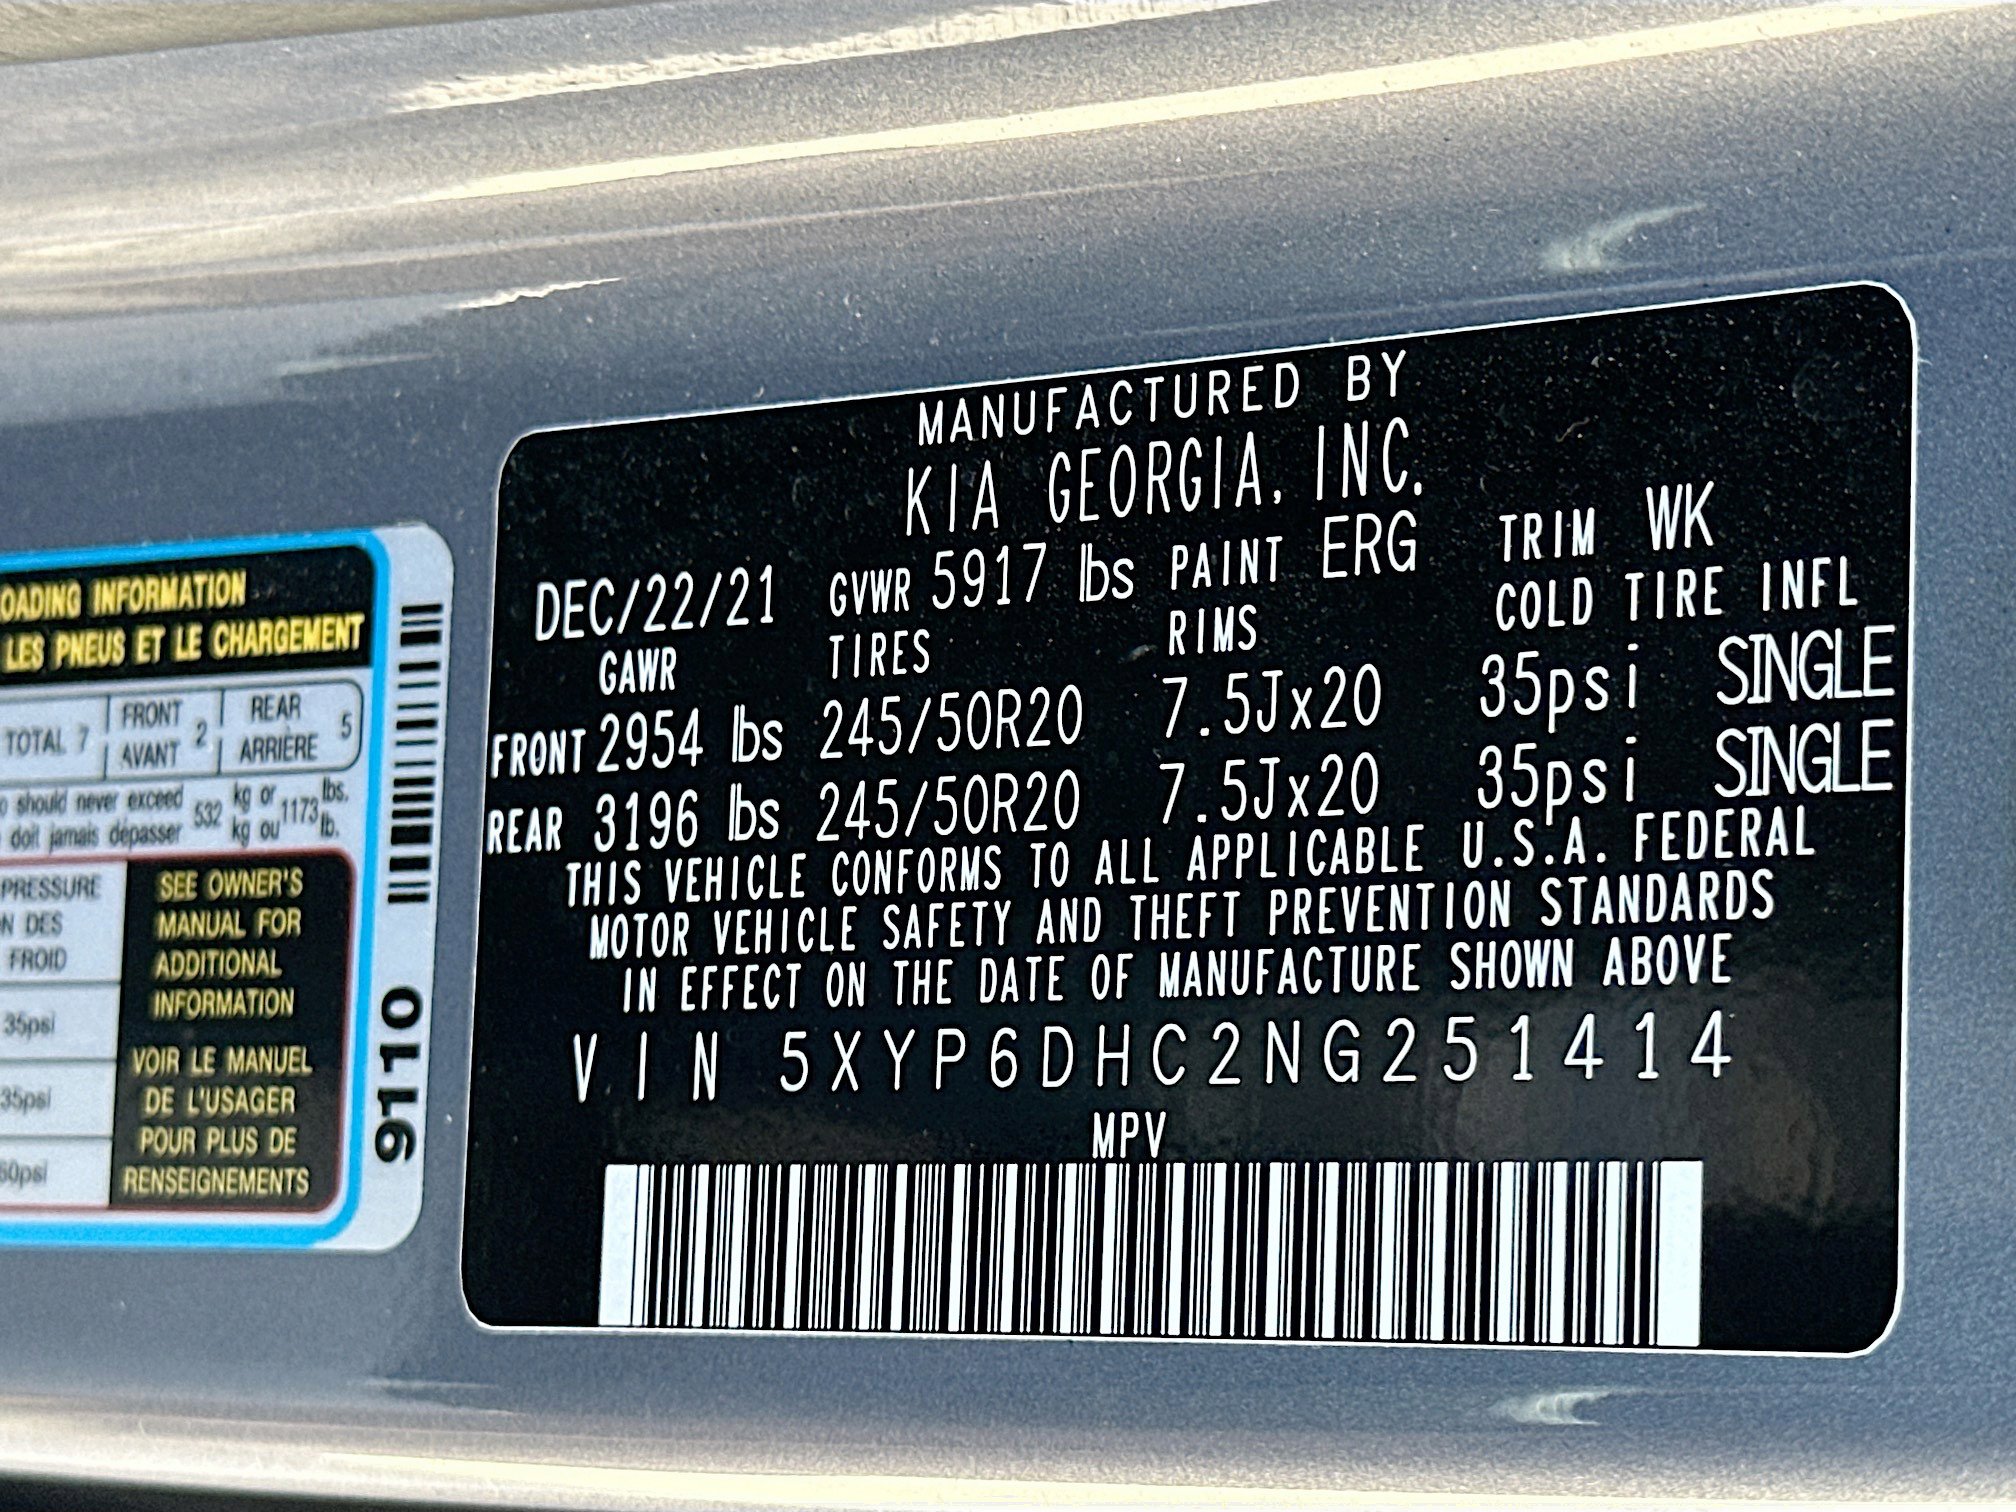 OADING INFORMATION
LES PNEUS ET LE CHARGEMENT
TOTAL 7 FRONT AVANT 2 REAR ARRIÈRE 5
should never exceed 532 kg or 1173 lbs.
doit jamais dépasser kg ou lb.
PRESSURE
N DES
FROID
35psi
35psi
60psi
SEE OWNER'S
MANUAL FOR
ADDITIONAL
INFORMATION
VOIR LE MANUEL
DE L'USAGER
POUR PLUS DE
RENSEIGNEMENTS
9110
MANUFACTURED BY
KIA GEORGIA, INC.
DEC/22/21 GVWR 5917 lbs PAINT ERG TRIM WK
GAWR TIRES RIMS COLD TIRE INFL
FRONT 2954 lbs 245/50R20 7.5Jx20 35psi SINGLE
REAR 3196 lbs 245/50R20 7.5Jx20 35psi SINGLE
THIS VEHICLE CONFORMS TO ALL APPLICABLE U.S.A. FEDERAL
MOTOR VEHICLE SAFETY AND THEFT PREVENTION STANDARDS
IN EFFECT ON THE DATE OF MANUFACTURE SHOWN ABOVE
VIN 5XYP6DHC2NG251414
MPV